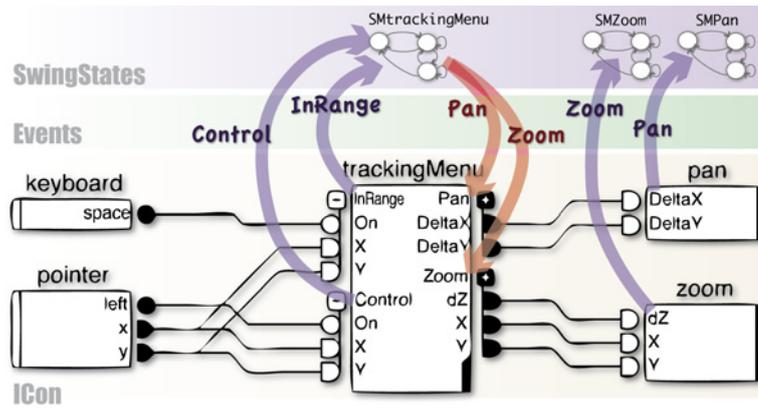 SMtrackingMenu
SMZoom
SMPan
SwingStates
InRange
Pan
Zoom
Control
Zoom
Pan
Events
keyboard
space
pointer
left
x
y
trackingMenu
InRange
On
X
Y
Control
On
X
Y
Pan
DeltaX
DeltaY
Zoom
dZ
X
Y
pan
DeltaX
DeltaY
zoom
dZ
X
Y
ICon